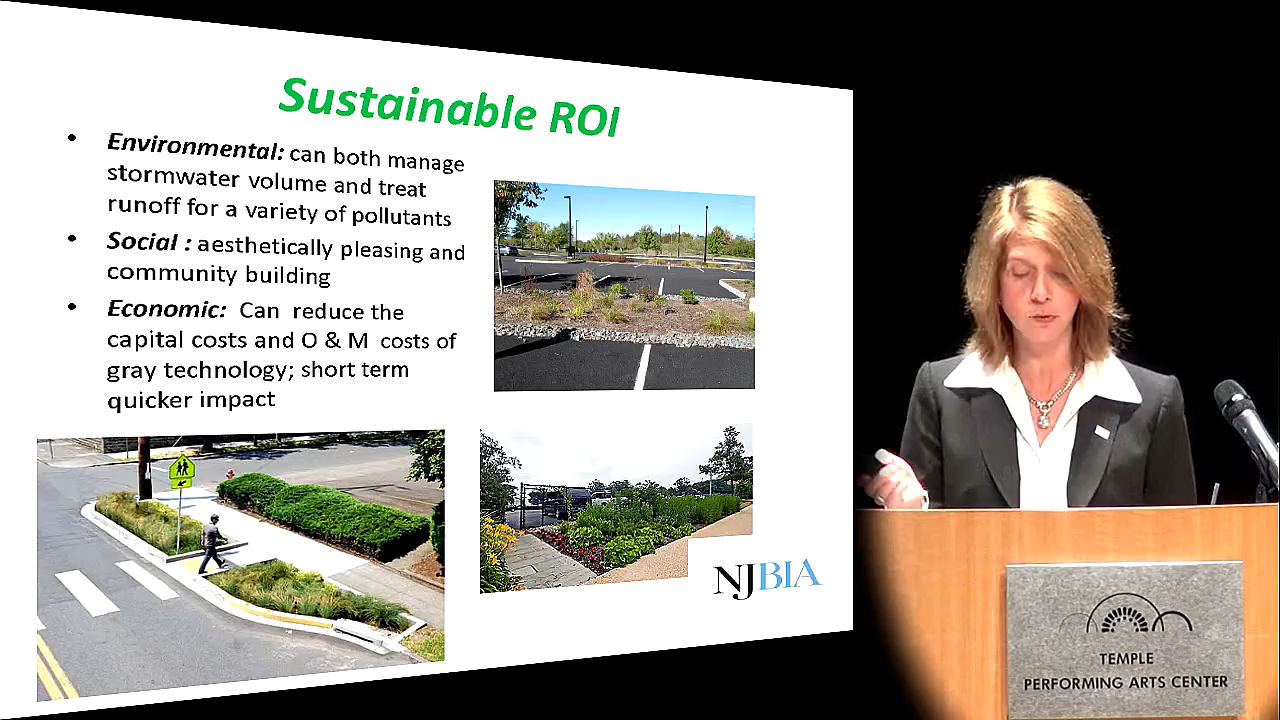 Sustainable ROI
• Environmental: can both manage
stormwater volume and treat
runoff for a variety of pollutants
• Social : aesthetically pleasing and
community building
• Economic: Can reduce the
capital costs and O & M costs of
gray technology; short term
quicker impact
NJBIA
TEMPLE
PERFORMING ARTS CENTER